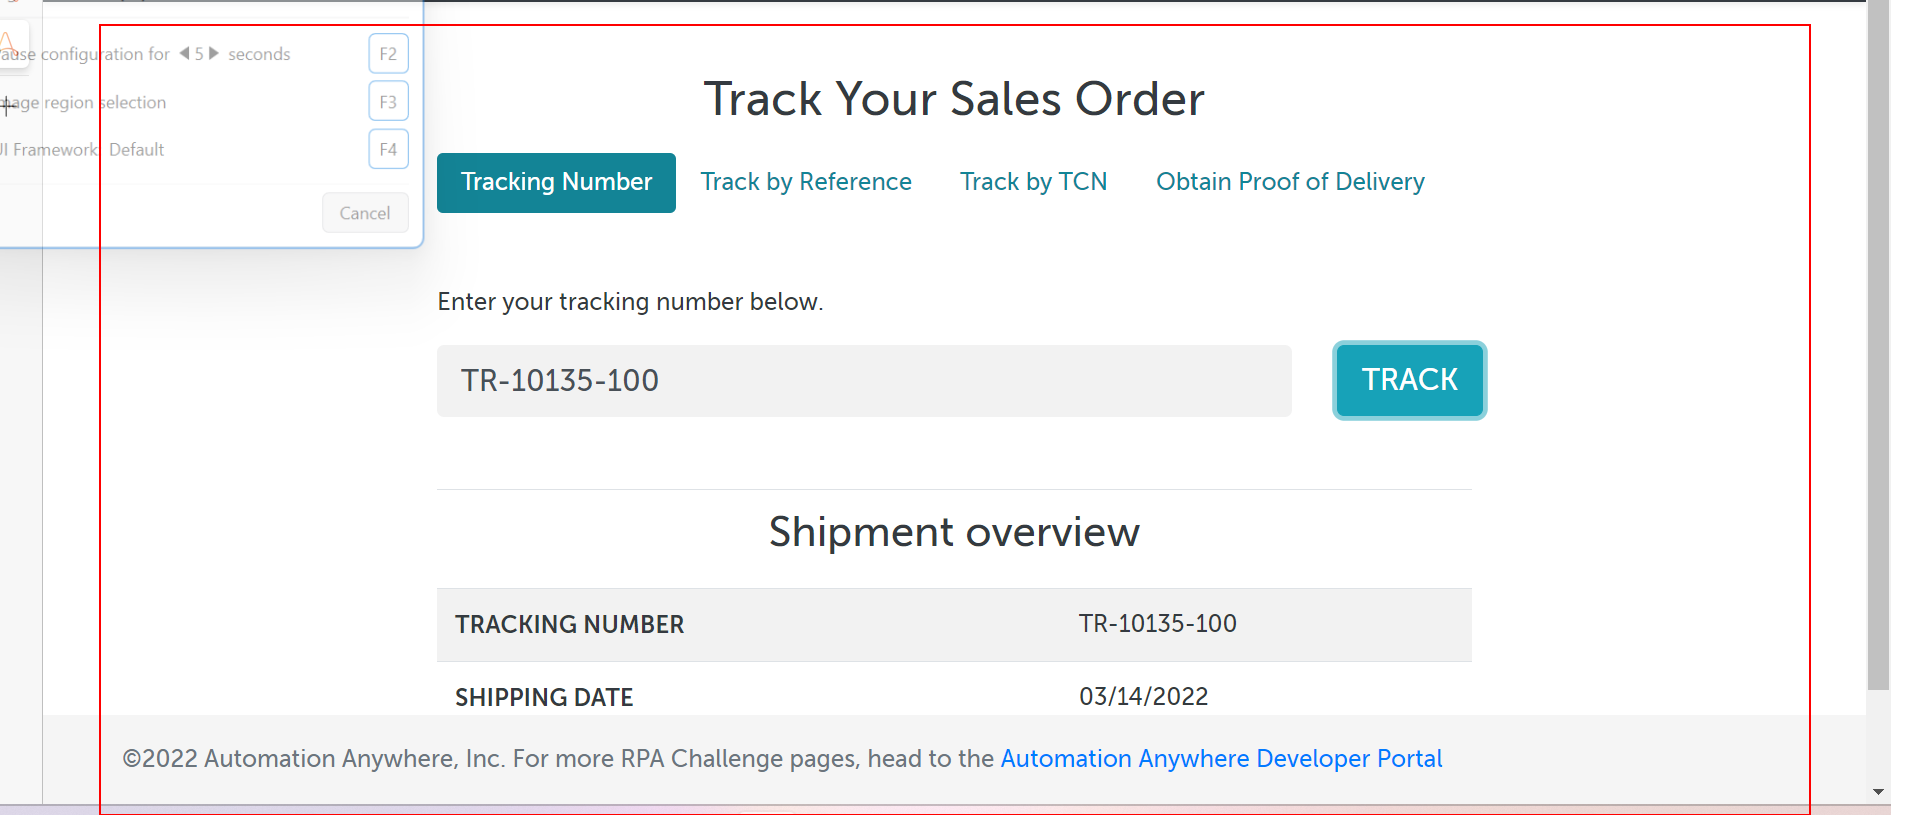 configuration for 5 seconds F2
region selection F3
Framework: Default F4
Cancel
Track Your Sales Order
Tracking Number Track by Reference Track by TCN Obtain Proof of Delivery
Enter your tracking number below.
TR-10135-100 TRACK
Shipment overview
TRACKING NUMBER TR-10135-100
SHIPPING DATE 03/14/2022
©2022 Automation Anywhere, Inc. For more RPA Challenge pages, head to the Automation Anywhere Developer Portal